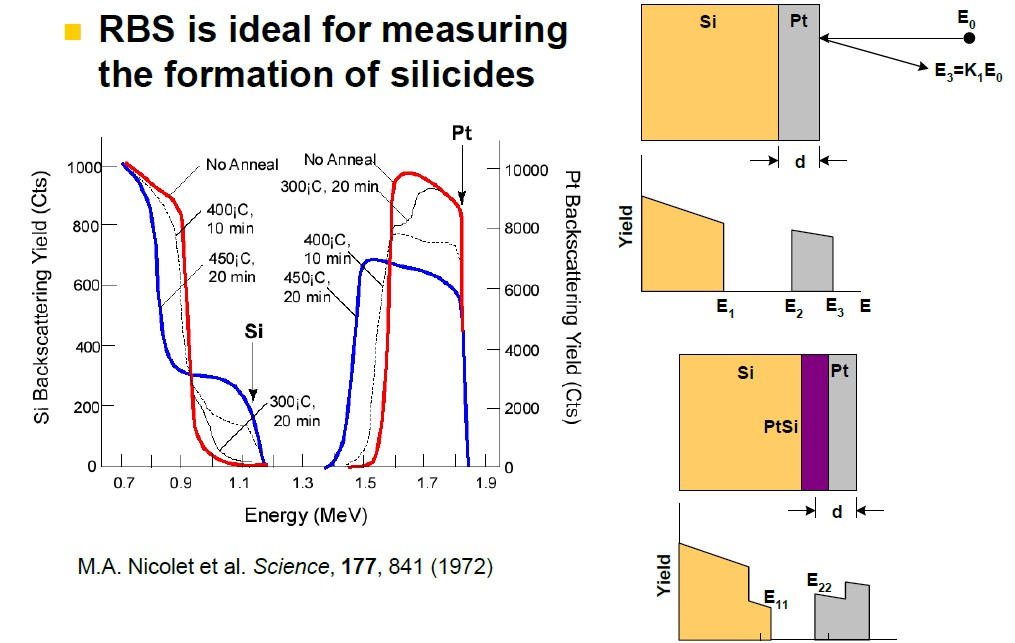 RBS is ideal for measuring
the formation of silicides
Si
Pt
E0
E3=K1E0
d
Yield
E1
E2
E3
E
Pt
Si Backscattering Yield (Cts)
1000
800
600
400
200
0
No Anneal
400¡C,
10 min
450¡C,
20 min
Si
300¡C,
20 min
No Anneal
300¡C, 20 min
400¡C,
10 min
450¡C,
20 min
10000
8000
6000
4000
2000
0
Pt Backscattering Yield (Cts)
0.7
0.9
1.1
1.3
1.5
1.7
1.9
Energy (MeV)
Si
Pt
PtSi
d
Yield
E11
E22
M.A. Nicolet et al. Science, 177, 841 (1972)